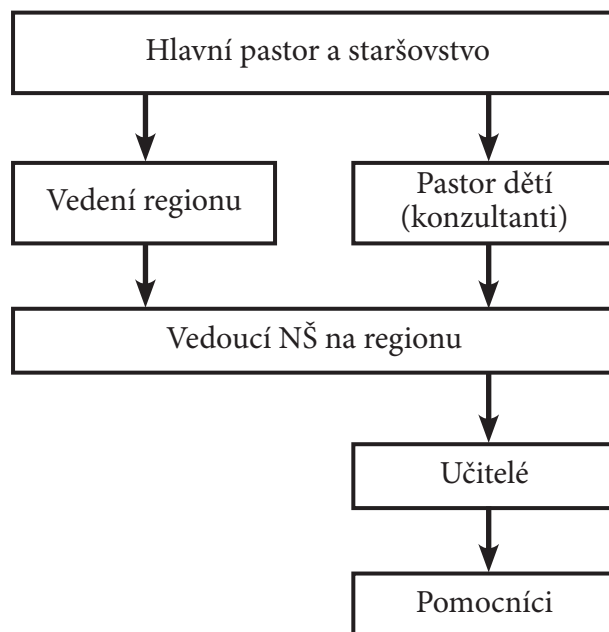 Hlavní pastor a staršovstvo
Vedení regionu
Pastor dětí
(konzultanti)
Vedoucí NŠ na regionu
Učitelé
Pomocníci